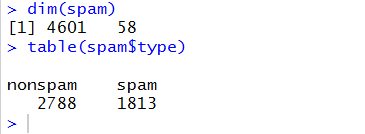 > dim(spam)
[1] 4601   58
> table(spam$type)
nonspam    spam
   2788    1813
>